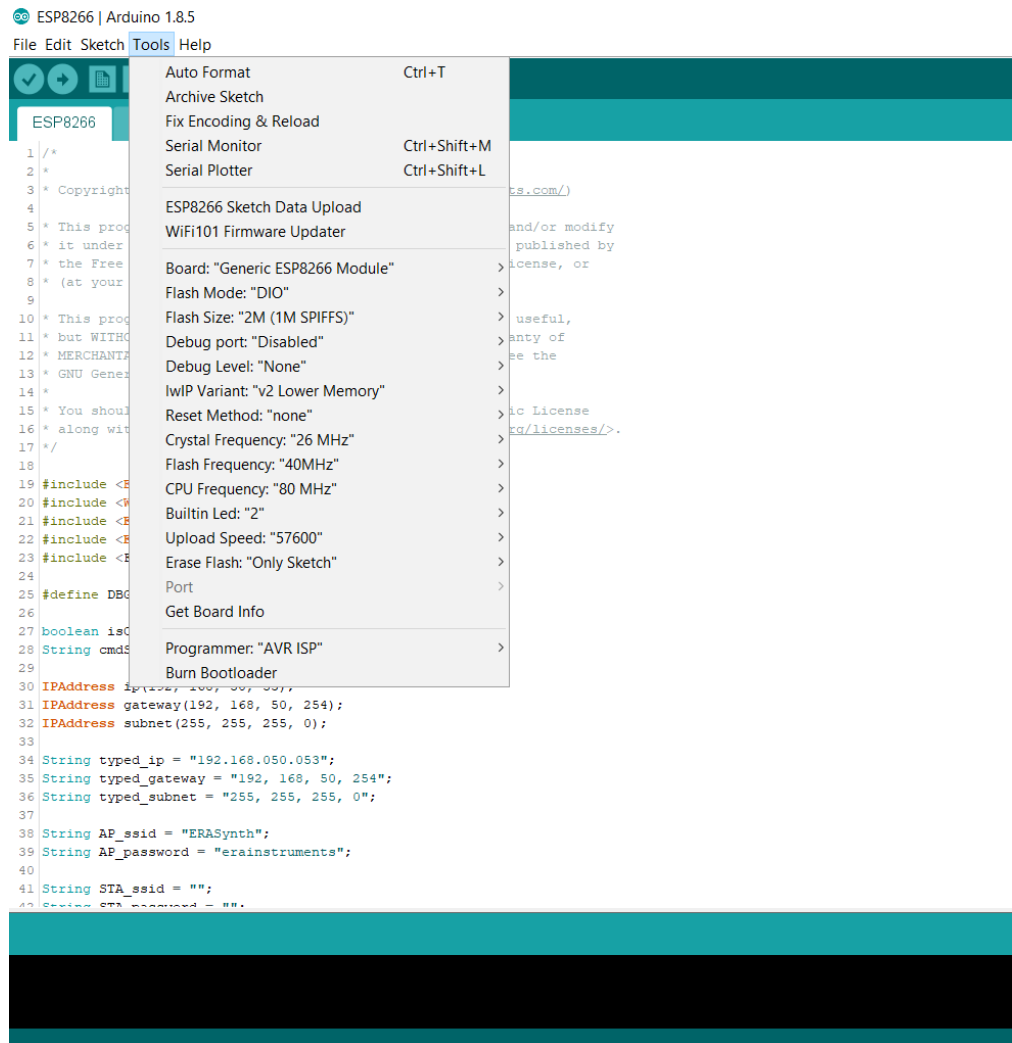 ESP8266 | Arduino 1.8.5
File Edit Sketch Tools Help
Auto Format Ctrl+T
Archive Sketch
Fix Encoding & Reload
Serial Monitor Ctrl+Shift+M
Serial Plotter Ctrl+Shift+L
ESP8266 Sketch Data Upload
WiFi101 Firmware Updater
Board: "Generic ESP8266 Module"
Flash Mode: "DIO"
Flash Size: "2M (1M SPIFFS)"
Debug port: "Disabled"
Debug Level: "None"
lwIP Variant: "v2 Lower Memory"
Reset Method: "none"
Crystal Frequency: "26 MHz"
Flash Frequency: "40MHz"
CPU Frequency: "80 MHz"
Builtin Led: "2"
Upload Speed: "57600"
Erase Flash: "Only Sketch"
Port
Get Board Info
Programmer: "AVR ISP"
Burn Bootloader
ESP8266
1 /*
2 *
3 * Copyright ts.com/)
4
5 * This prog and/or modify
6 * it under published by
7 * the Free icense, or
8 * (at your
9
10 * This prog useful,
11 * but WITHO anty of
12 * MERCHANTA ee the
13 * GNU Gener
14 *
15 * You shoul ic License
16 * along wit rg/licenses/>.
17 */
18
19 #include <E
20 #include <W
21 #include <E
22 #include <E
23 #include <E
24
25 #define DBG
26
27 boolean isC
28 String cmdS
29
30 IPAddress
31 IPAddress gateway(192, 168, 50, 254);
32 IPAddress subnet(255, 255, 255, 0);
33
34 String typed_ip = "192.168.050.053";
35 String typed_gateway = "192, 168, 50, 254";
36 String typed_subnet = "255, 255, 255, 0";
37
38 String AP_ssid = "ERASynth";
39 String AP_password = "erainstruments";
40
41 String STA_ssid = "";